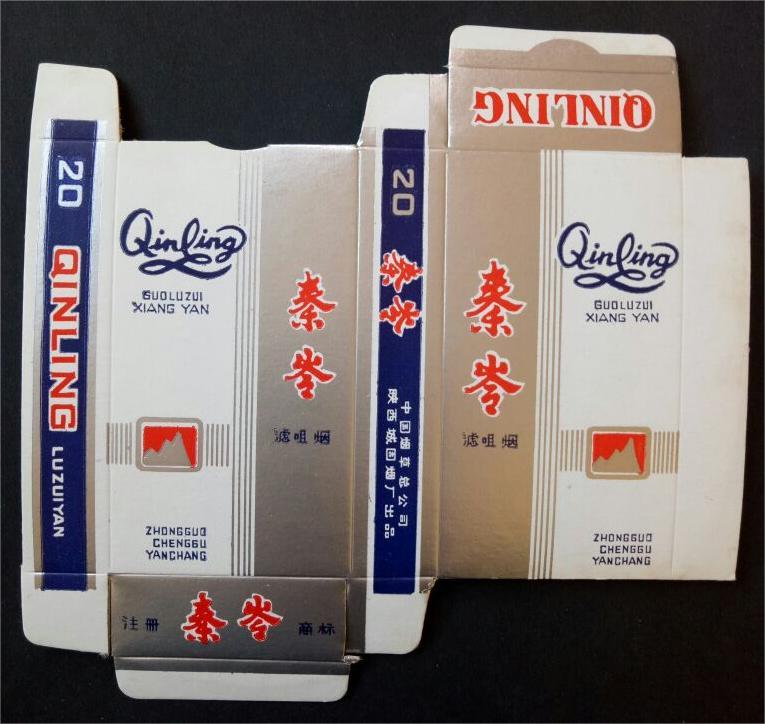 20
QINLING
LUZUIYAN
Qinling
GUOLUZUI
XIANG YAN
ZHONGGUO
CHENGGU
YANCHANG
秦岺
滤咀烟
注册
秦岺
商标
20
秦岺
中国烟草总公司
陕西城固烟厂出品
QINLING
秦岺
滤咀烟
Qinling
GUOLUZUI
XIANG YAN
ZHONGGUO
CHENGGU
YANCHANG